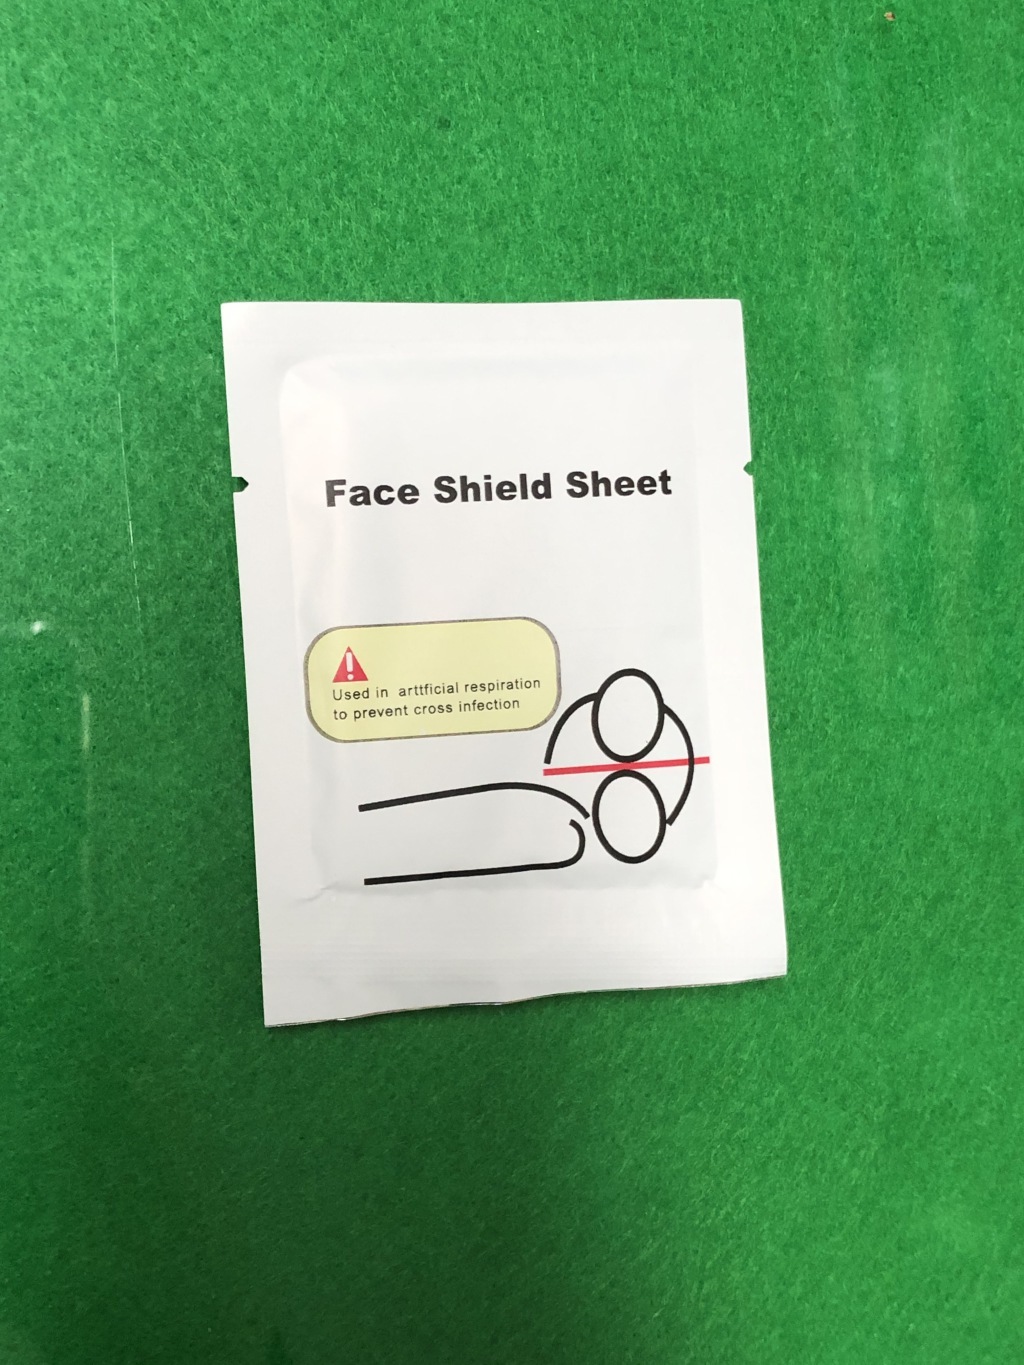 Face Shield Sheet
Used in arttficial respiration
to prevent cross infection